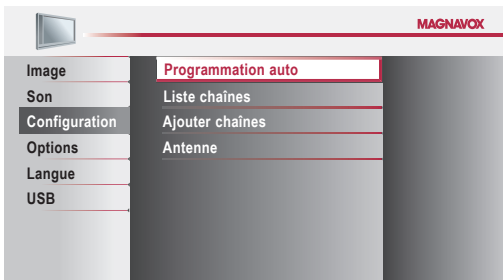 MAGNAVOX
Image
Son
Configuration
Options
Langue
USB
Programmation auto
Liste chaînes
Ajouter chaînes
Antenne